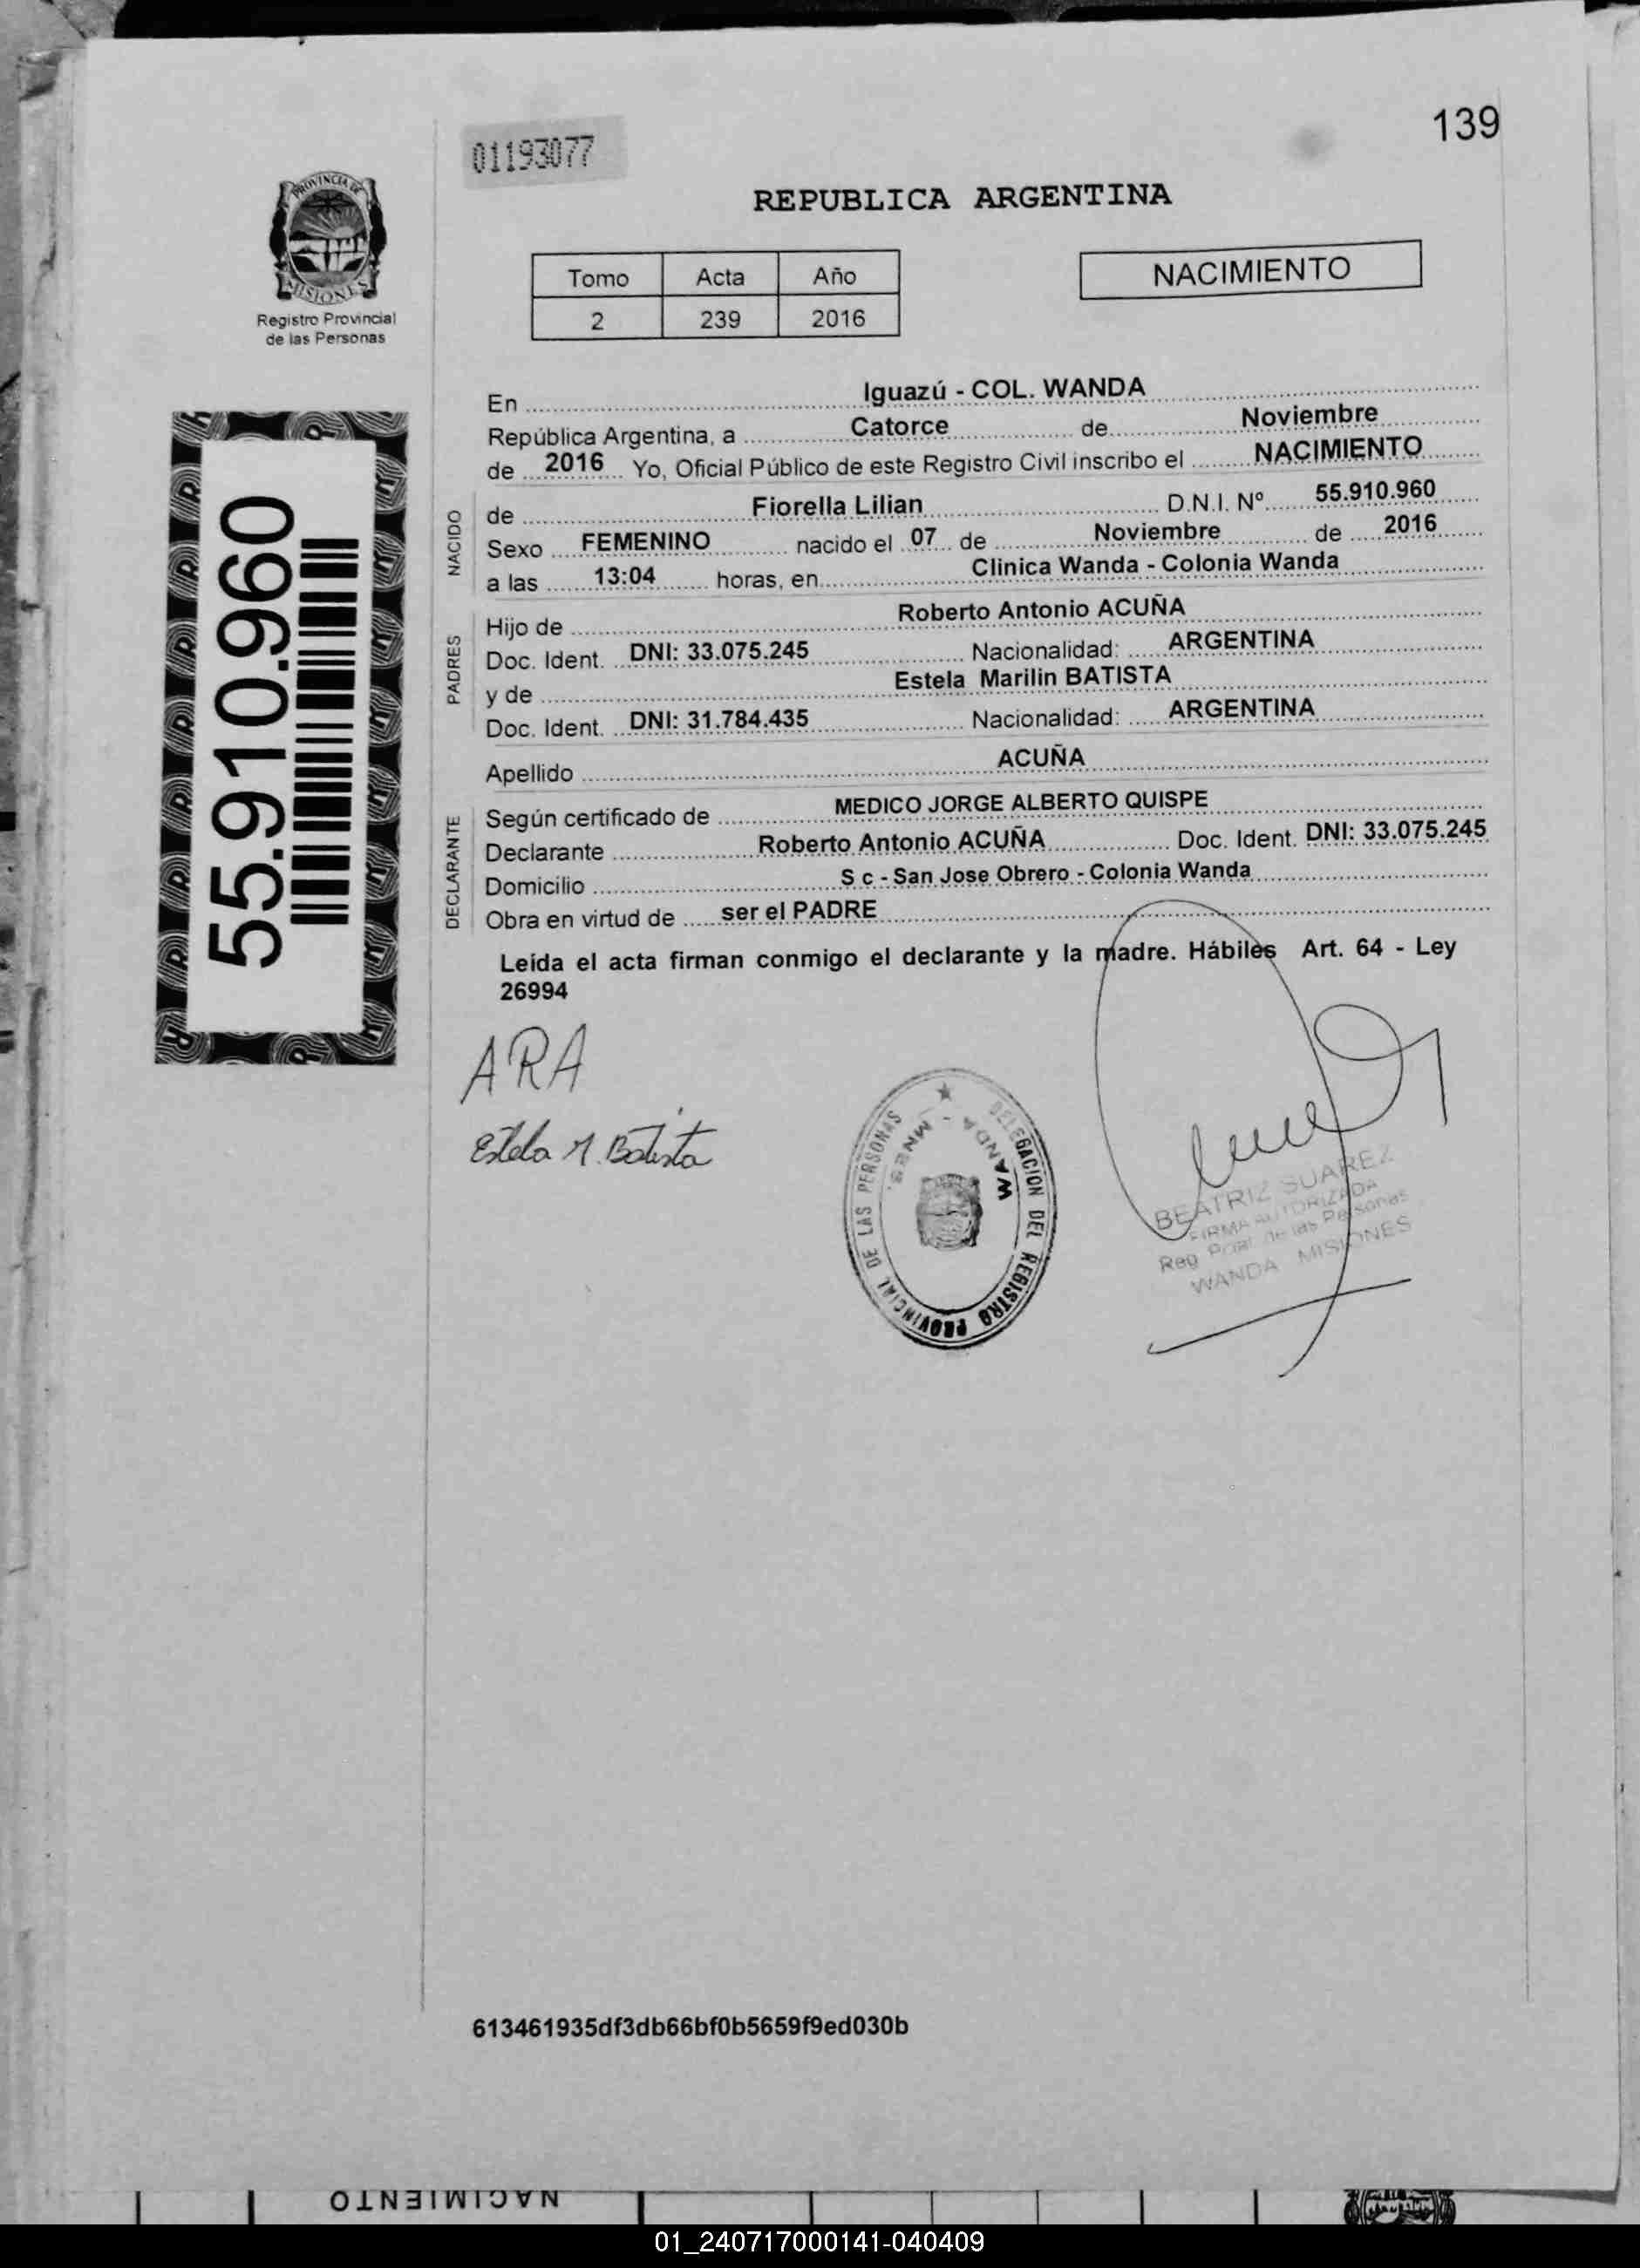 139
01193077
REPUBLICA ARGENTINA
PROVINCIA DE
MISIONES
Registro Provincial
de las Personas
Tomo Acta Año
2 239 2016
NACIMIENTO
55.910.960
En Iguazú - COL. WANDA
República Argentina, a Catorce de Noviembre
de 2016 Yo, Oficial Público de este Registro Civil inscribo el NACIMIENTO
NACIDO
de Fiorella Lilian D.N.I. Nº 55.910.960
Sexo FEMENINO nacido el 07 de Noviembre de 2016
a las 13:04 horas, en Clinica Wanda - Colonia Wanda
PADRES
Hijo de Roberto Antonio ACUÑA
Doc. Ident. DNI: 33.075.245 Nacionalidad: ARGENTINA
y de Estela Marilin BATISTA
Doc. Ident. DNI: 31.784.435 Nacionalidad: ARGENTINA
Apellido ACUÑA
DECLARANTE
Según certificado de MEDICO JORGE ALBERTO QUISPE
Declarante Roberto Antonio ACUÑA Doc. Ident. DNI: 33.075.245
Domicilio S c - San Jose Obrero - Colonia Wanda
Obra en virtud de ser el PADRE
Leída el acta firman conmigo el declarante y la madre. Hábiles Art. 64 - Ley
26994
ARA
Estela M. Batista
DELEGACION DEL REGISTRO PROVINCIAL DE LAS PERSONAS
WANDA - MNES.
BEATRIZ SUAREZ
FIRMA AUTORIZADA
Reg. de las Personas
WANDA MISIONES
613461935df3db66bf0b5659f9ed030b
NACIMIENTO
01_240717000141-040409